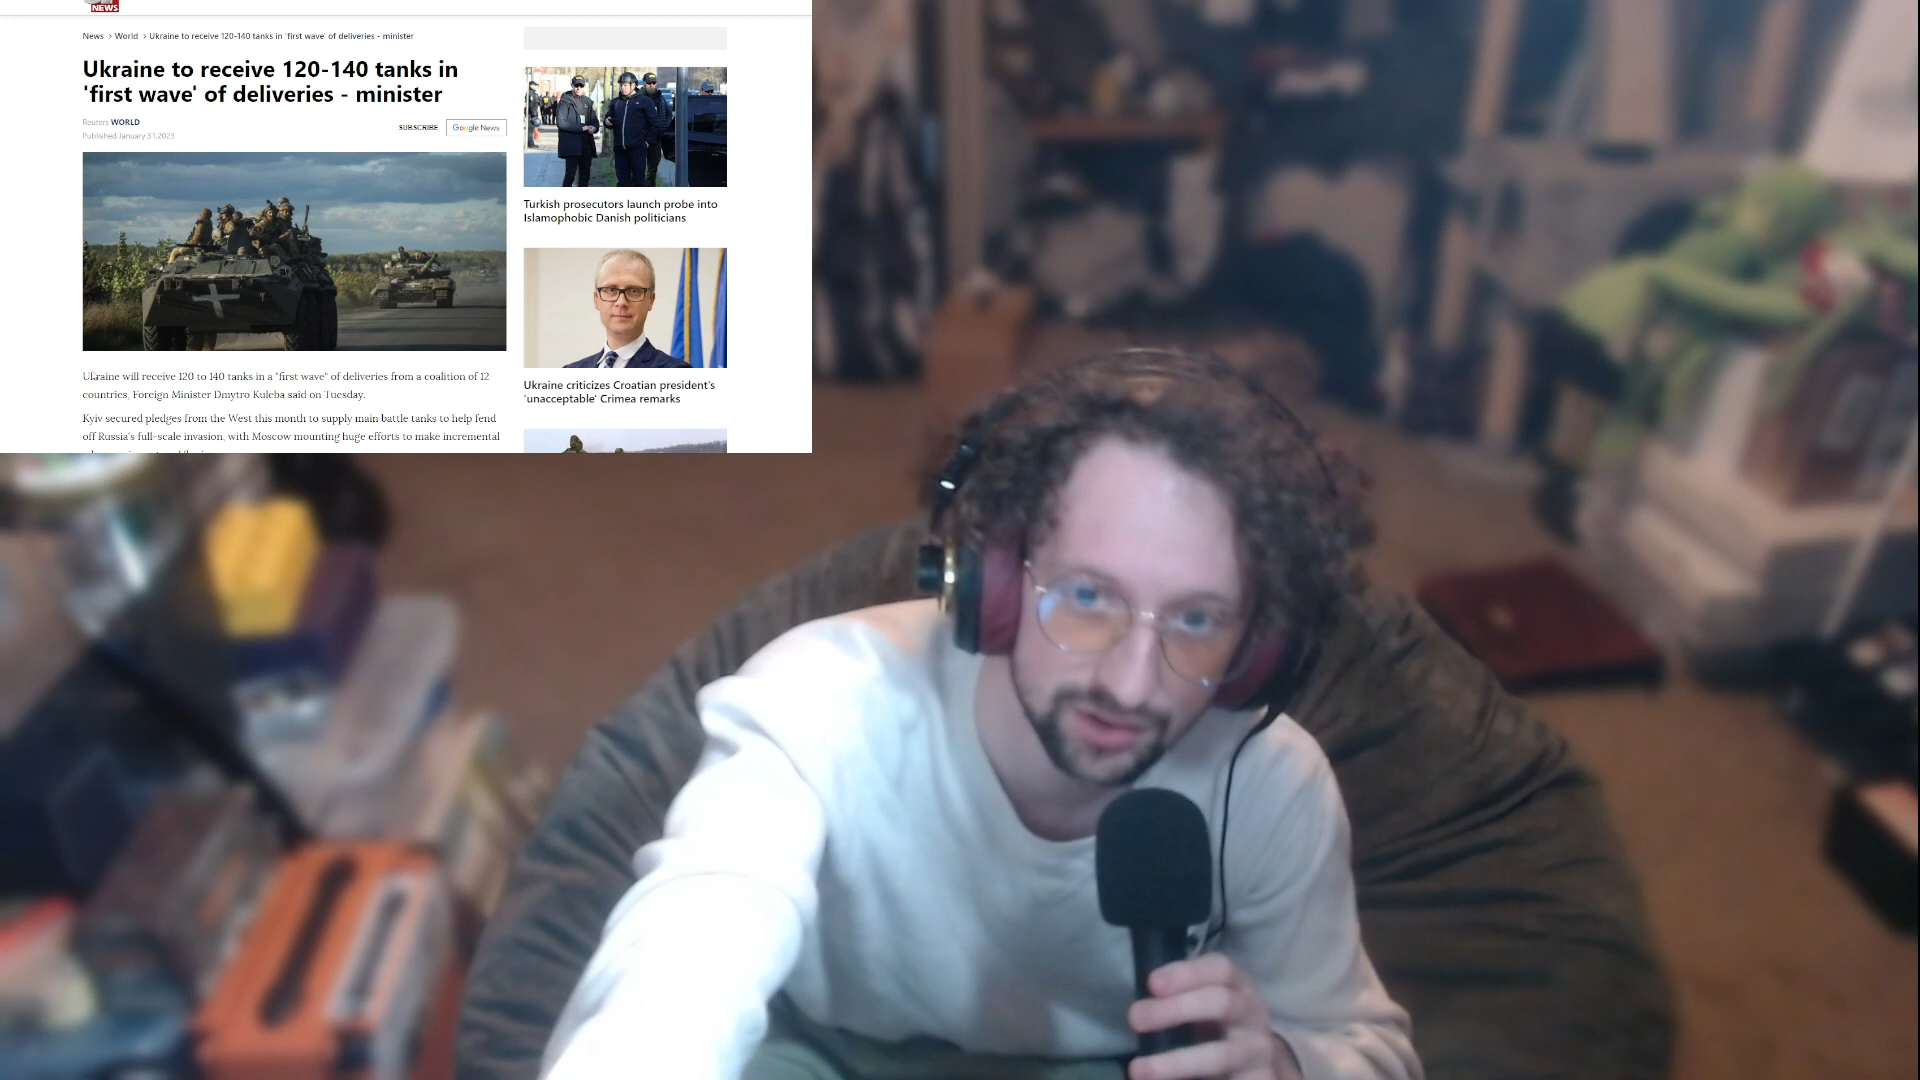 NEWS
News > World > Ukraine to receive 120-140 tanks in 'first wave' of deliveries - minister
Ukraine to receive 120-140 tanks in
'first wave' of deliveries - minister
Reuters WORLD
Published January 31,2023
SUBSCRIBE
Google News
Ukraine will receive 120 to 140 tanks in a "first wave" of deliveries from a coalition of 12
countries, Foreign Minister Dmytro Kuleba said on Tuesday.
Kyiv secured pledges from the West this month to supply main battle tanks to help fend
off Russia's full-scale invasion, with Moscow mounting huge efforts to make incremental
Turkish prosecutors launch probe into
Islamophobic Danish politicians
Ukraine criticizes Croatian president's
'unacceptable' Crimea remarks